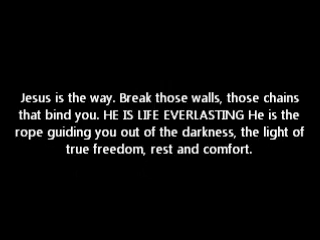 Jesus is the way. Break those walls, those chains
that bind you. HE IS LIFE EVERLASTING He is the
rope guiding you out of the darkness, the light of
true freedom, rest and comfort.